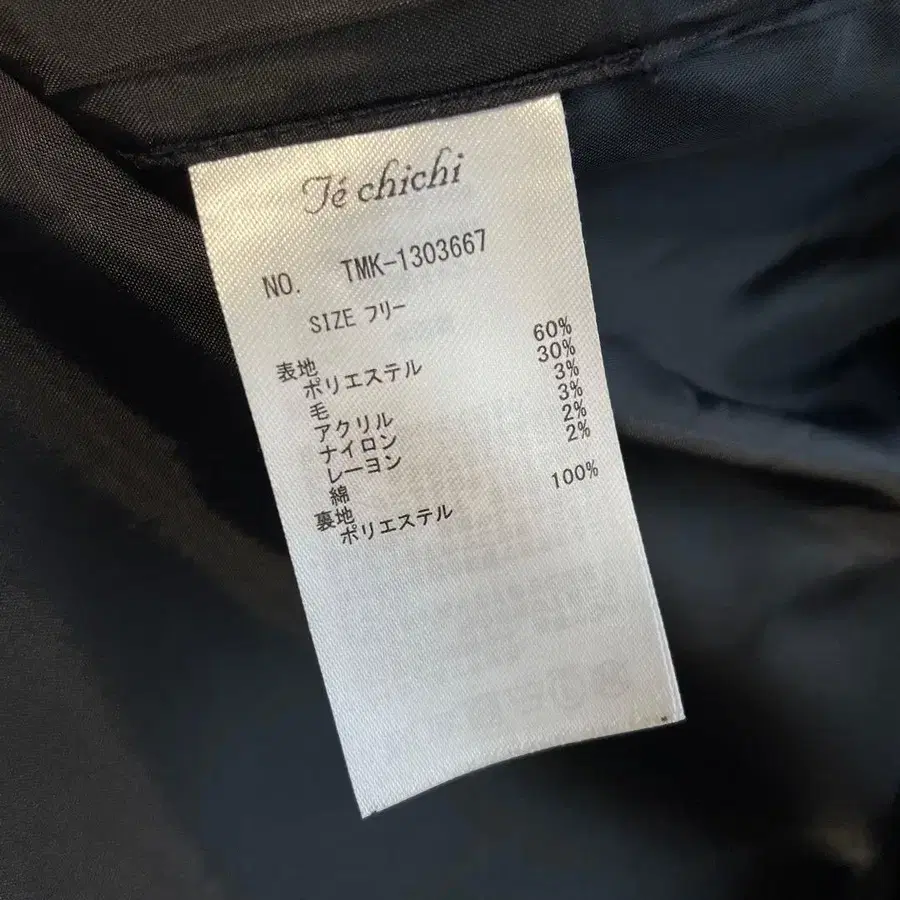 Té chichi
NO. TMK-1303667
SIZE フリー
表地
ポリエステル 60%
毛 30%
アクリル 3%
ナイロン 3%
レーヨン 2%
綿 2%
裏地
ポリエステル 100%